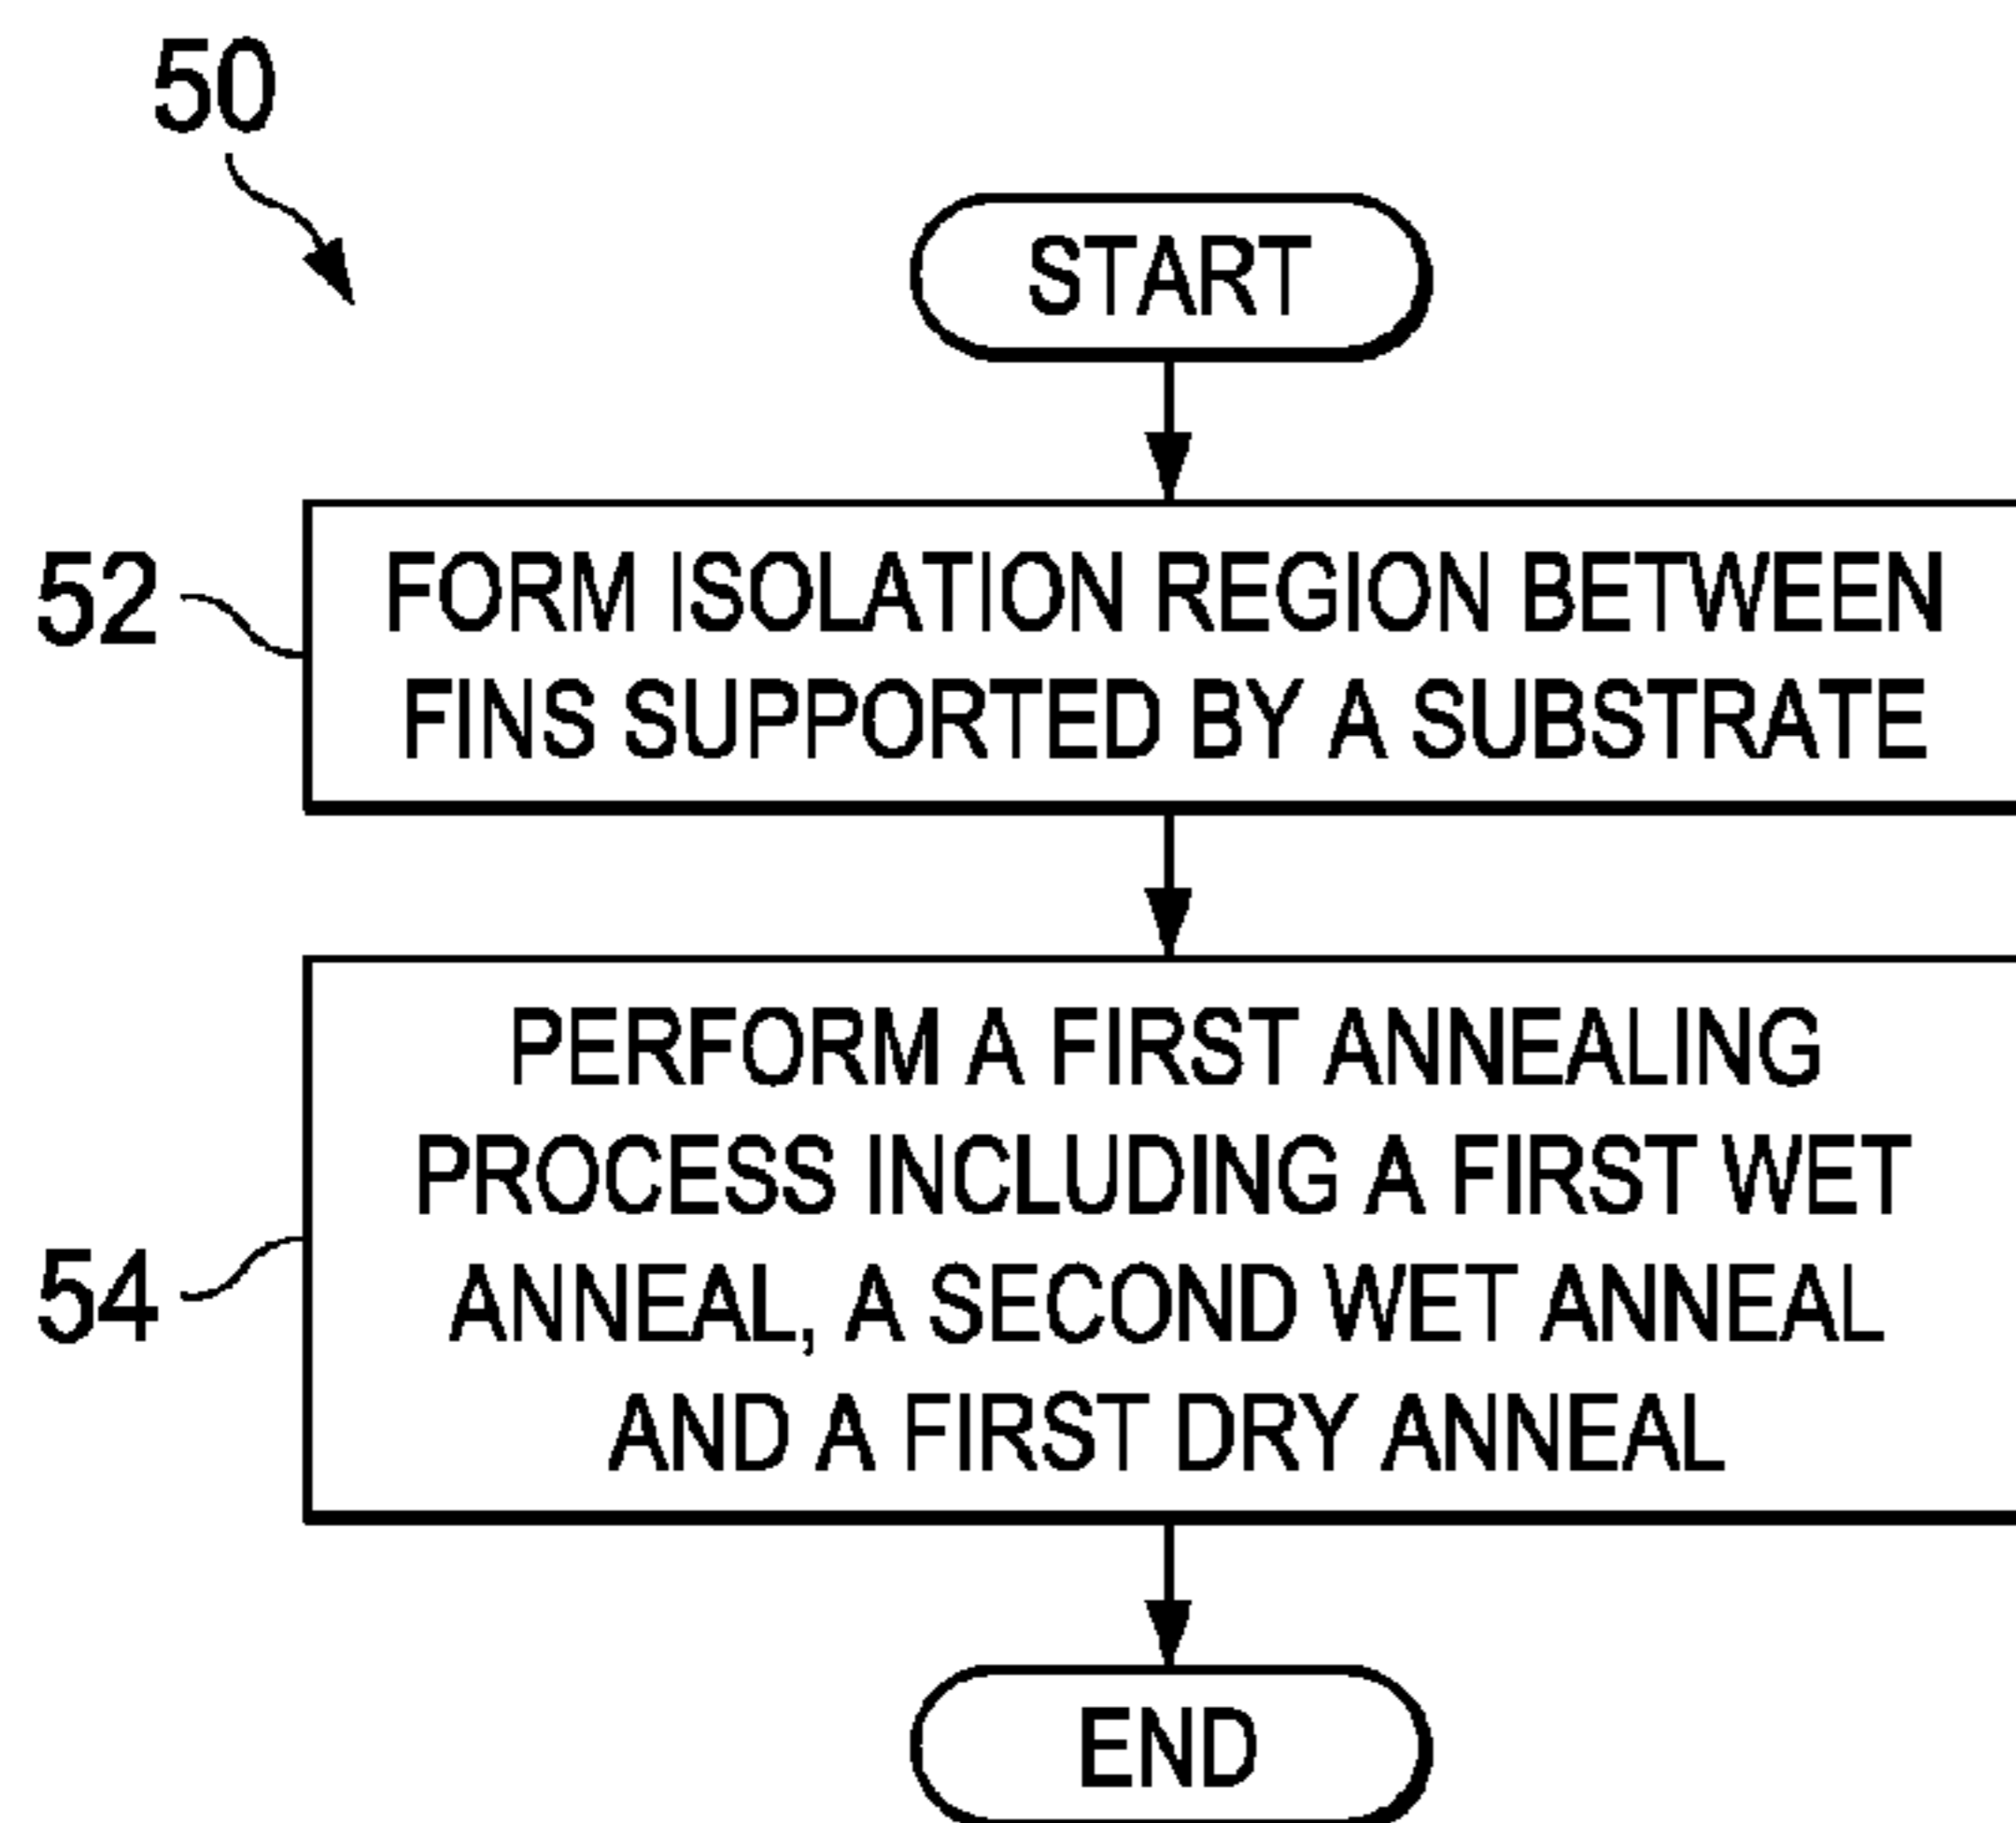 50
START
52
FORM ISOLATION REGION BETWEEN
FINS SUPPORTED BY A SUBSTRATE
54
PERFORM A FIRST ANNEALING
PROCESS INCLUDING A FIRST WET
ANNEAL, A SECOND WET ANNEAL
AND A FIRST DRY ANNEAL
END